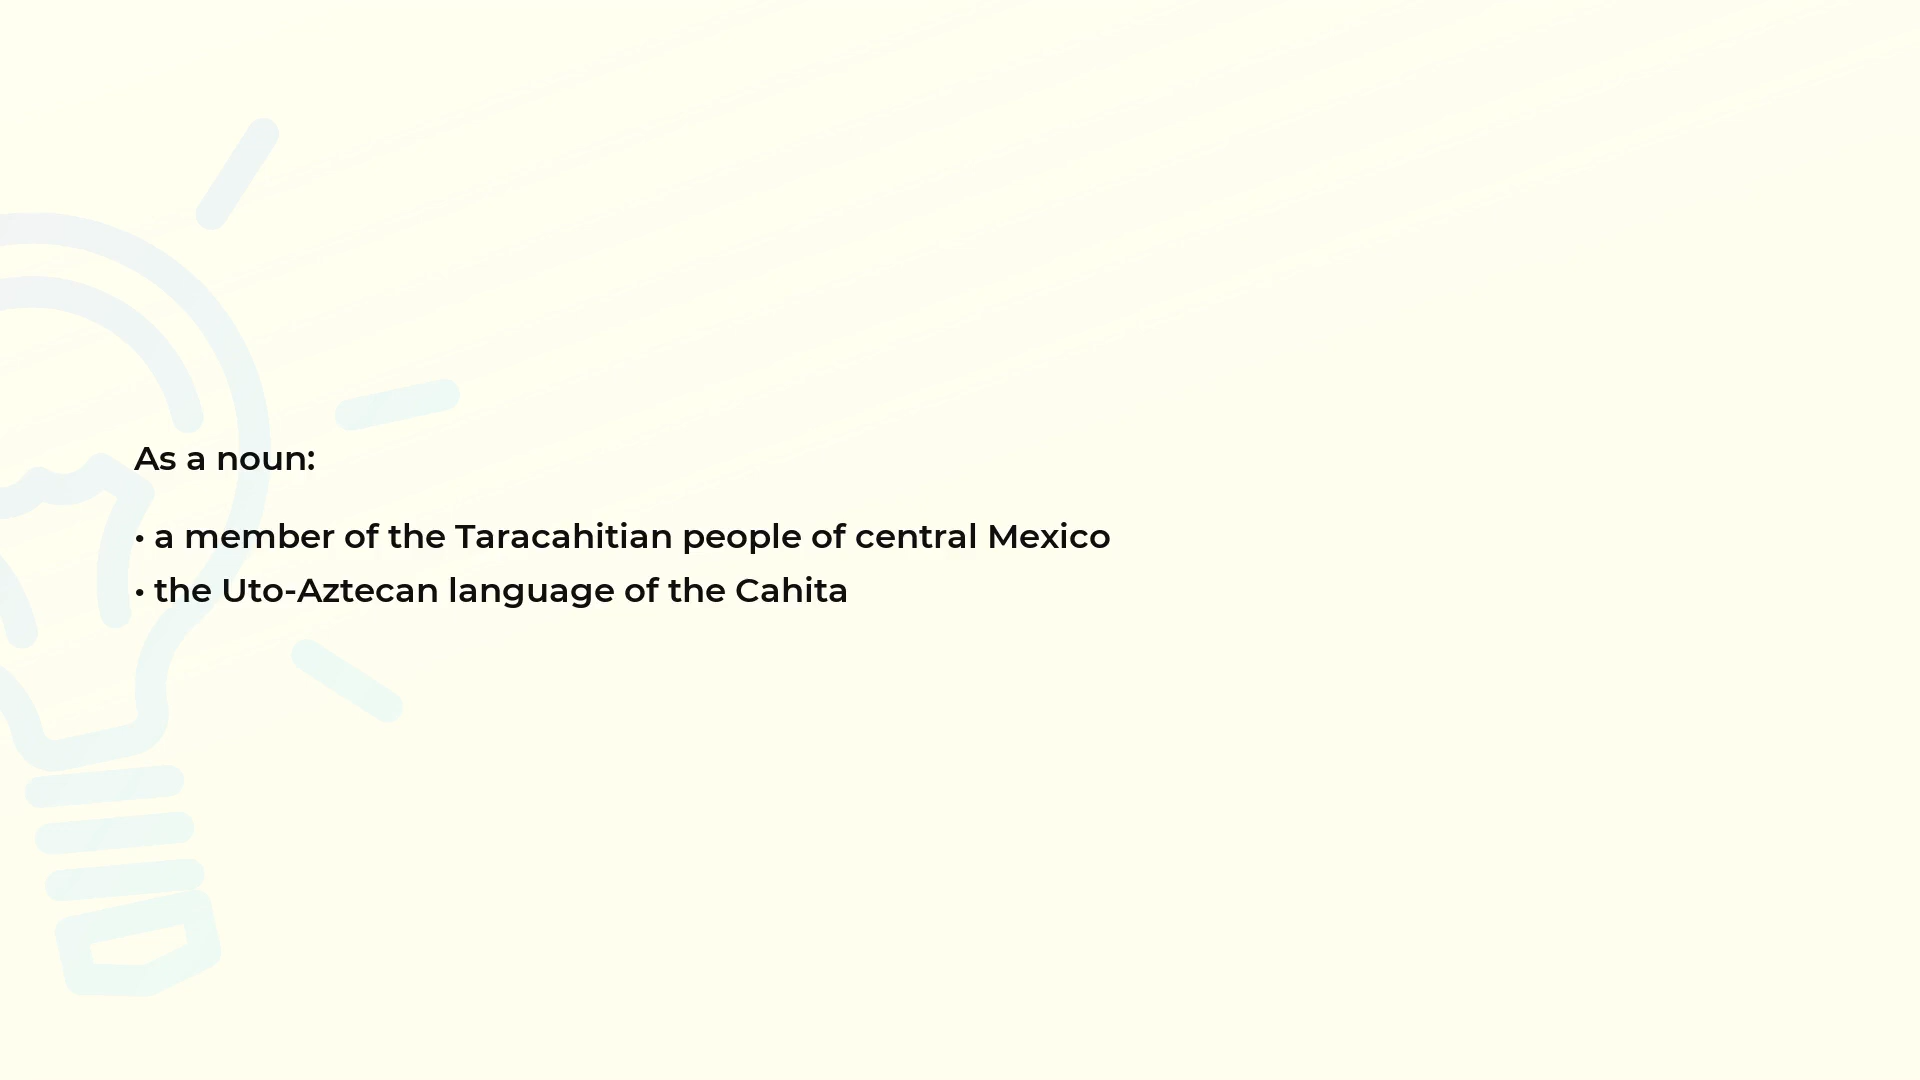 As a noun:
• a member of the Taracahitian people of central Mexico
• the Uto-Aztecan language of the Cahita